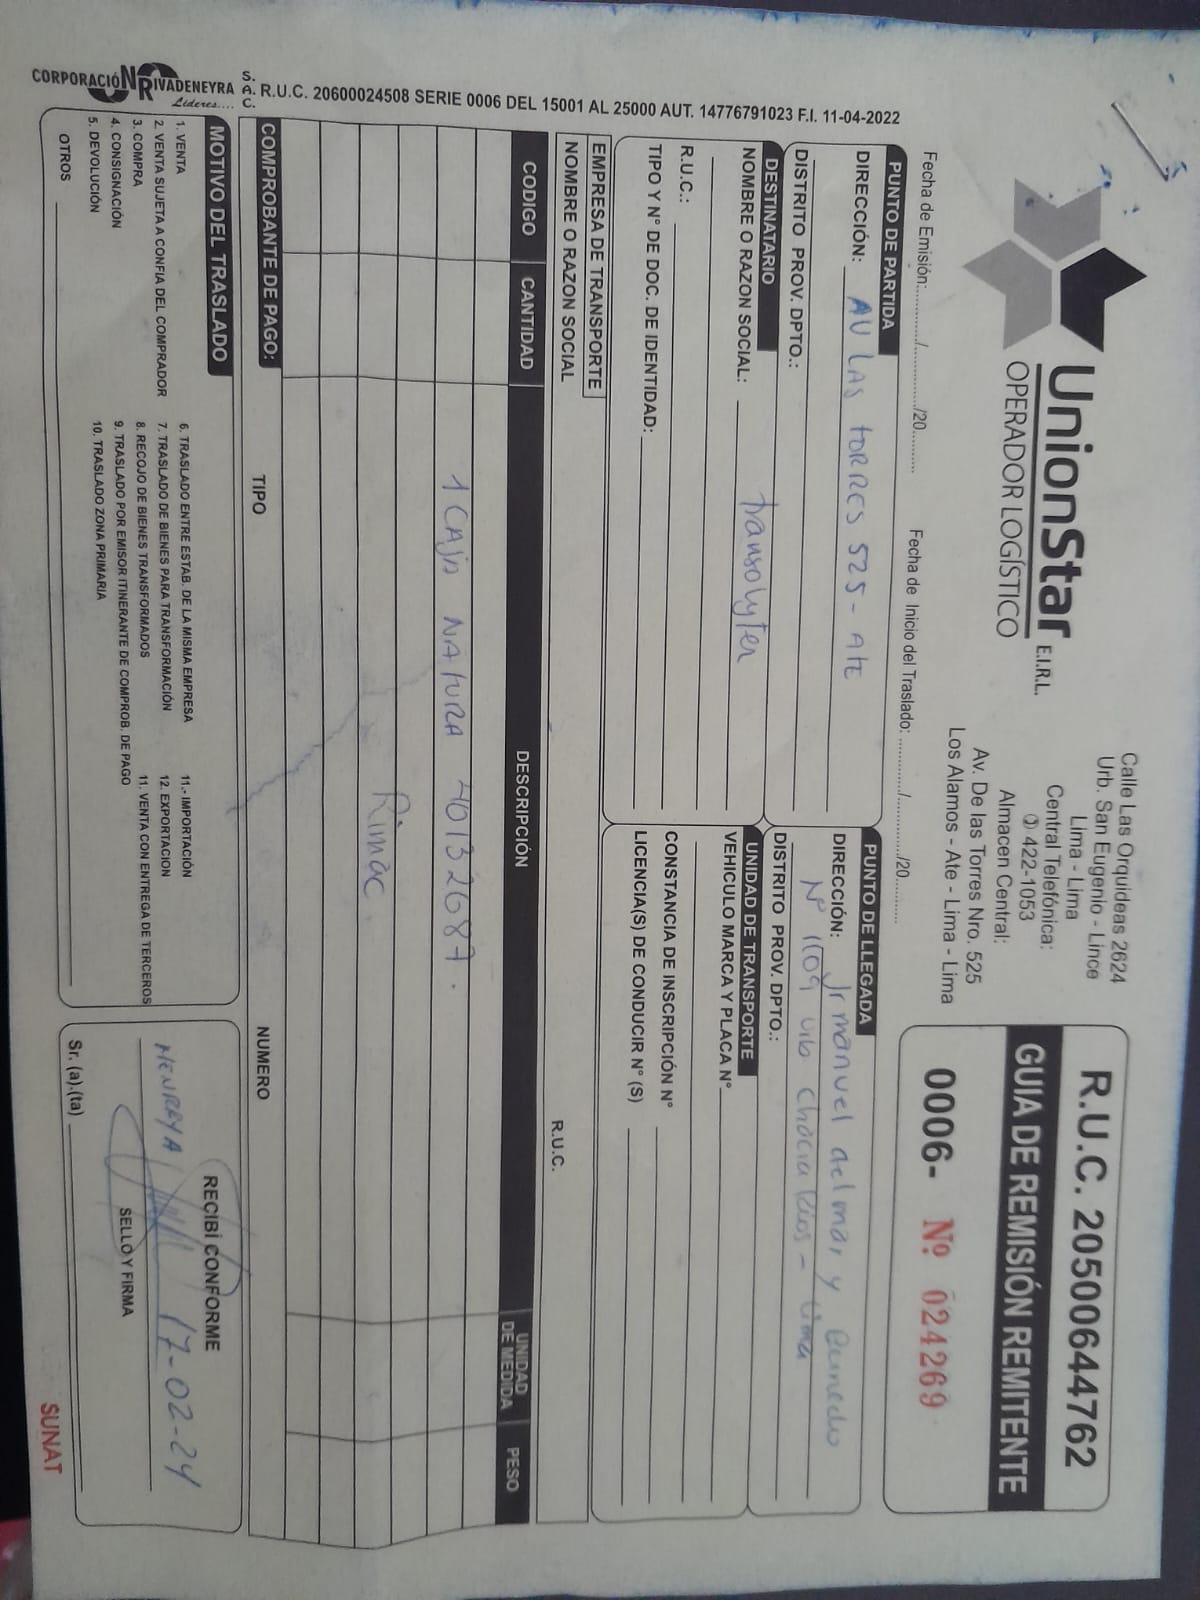 UnionStar E.I.R.L.
OPERADOR LOGÍSTICO
Calle Las Orquideas 2624
Urb. San Eugenio - Lince
Lima - Lima
Central Telefónica:
422-1053
Almacen Central:
Av. De las Torres Nro. 525
Los Alamos - Ate - Lima - Lima
R.U.C. 20500644762
GUIA DE REMISIÓN REMITENTE
0006- Nº 024269
Fecha de Emisión:............/............/20.......... Fecha de Inicio del Traslado: ............/............/20..........
PUNTO DE PARTIDA
DIRECCIÓN: AV LAS TORRES 525 - ATE
DISTRITO PROV. DPTO.:
PUNTO DE LLEGADA
DIRECCIÓN: Jr manuel del mar y
Nº 1109 urb Chacra Rios - Lima
DISTRITO PROV. DPTO.:
DESTINATARIO
NOMBRE O RAZON SOCIAL: transolyter
R.U.C.:
TIPO Y N° DE DOC. DE IDENTIDAD:
UNIDAD DE TRANSPORTE
VEHICULO MARCA Y PLACA N°
CONSTANCIA DE INSCRIPCIÓN N°
LICENCIA(S) DE CONDUCIR N° (S)
EMPRESA DE TRANSPORTE
NOMBRE O RAZON SOCIAL R.U.C.
CODIGO CANTIDAD DESCRIPCIÓN UNIDAD DE MEDIDA PESO
1 CAJA NATURA 40132687.
Rimac.
COMPROBANTE DE PAGO: TIPO NUMERO
MOTIVO DEL TRASLADO
1. VENTA
2. VENTA SUJETA A CONFIA DEL COMPRADOR
3. COMPRA
4. CONSIGNACIÓN
5. DEVOLUCIÓN
6. TRASLADO ENTRE ESTAB. DE LA MISMA EMPRESA
7. TRASLADO DE BIENES PARA TRANSFORMACIÓN
8. RECOJO DE BIENES TRANSFORMADOS
9. TRASLADO POR EMISOR ITINERANTE DE COMPROB. DE PAGO
10. TRASLADO ZONA PRIMARIA
11.- IMPORTACIÓN
12. EXPORTACION
11. VENTA CON ENTREGA DE TERCEROS
OTROS
RECIBÍ CONFORME
HENRRY A 17-02-24
SELLO Y FIRMA
Sr. (a).(ta)
CORPORACIÓN RIVADENEYRA S.A.C. R.U.C. 20600024508 SERIE 0006 DEL 15001 AL 25000 AUT. 14776791023 F.I. 11-04-2022
Líderes....
SUNAT